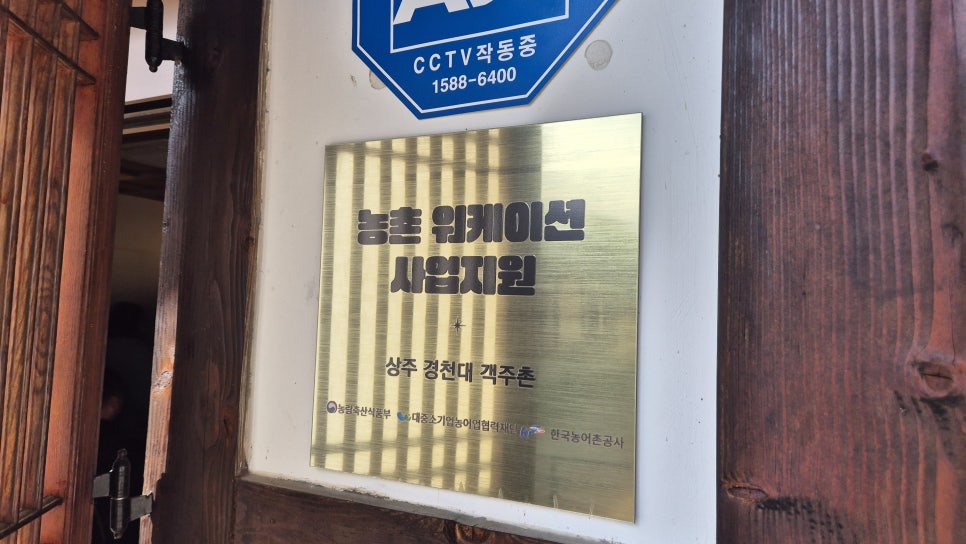 CCTV작동중
1588-6400
농촌 워케이션
사업지원
상주 경천대 객주촌
농림축산식품부 대중소기업농어업협력재단 한국농어촌공사